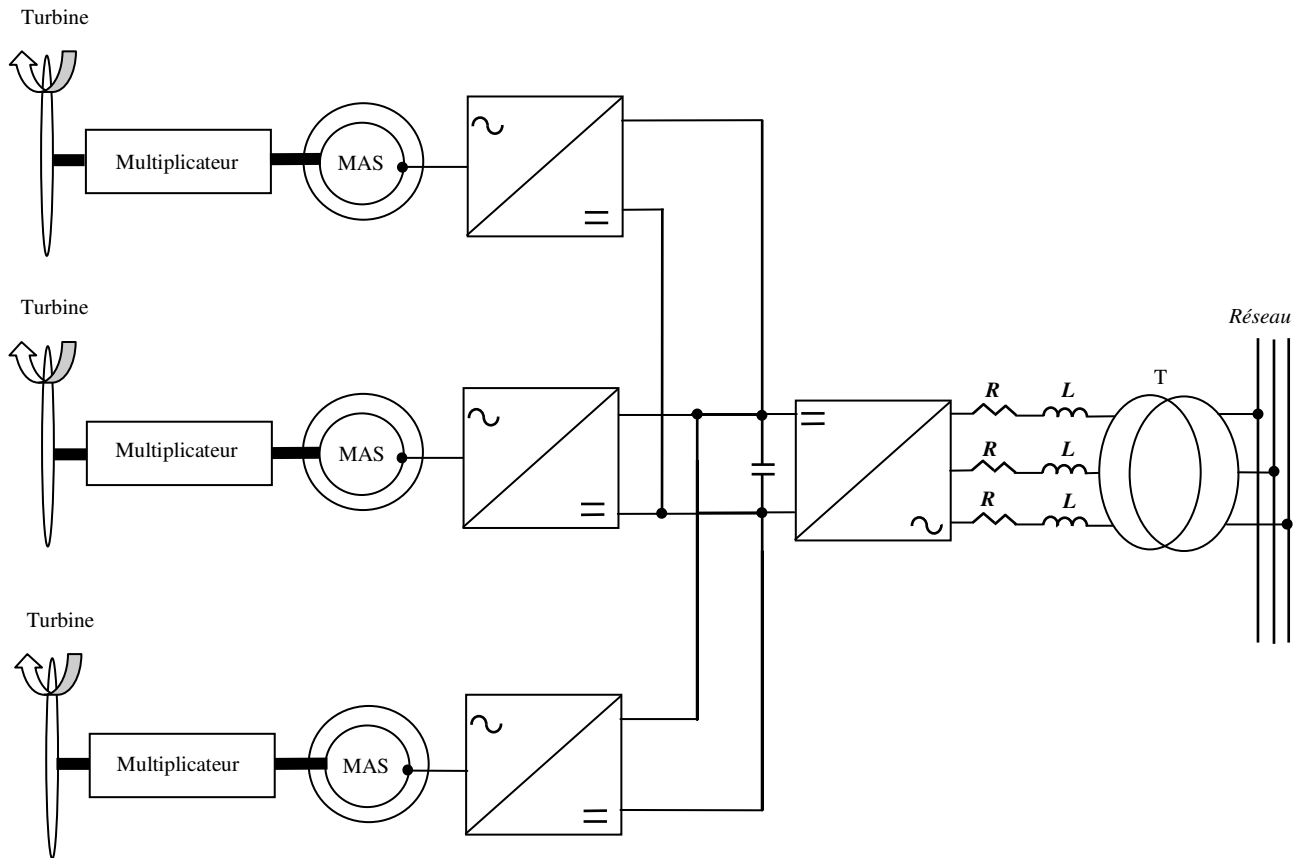 Turbine
Multiplicateur
MAS
Turbine
Réseau
Multiplicateur
MAS
R
L
T
R
L
R
L
Turbine
Multiplicateur
MAS